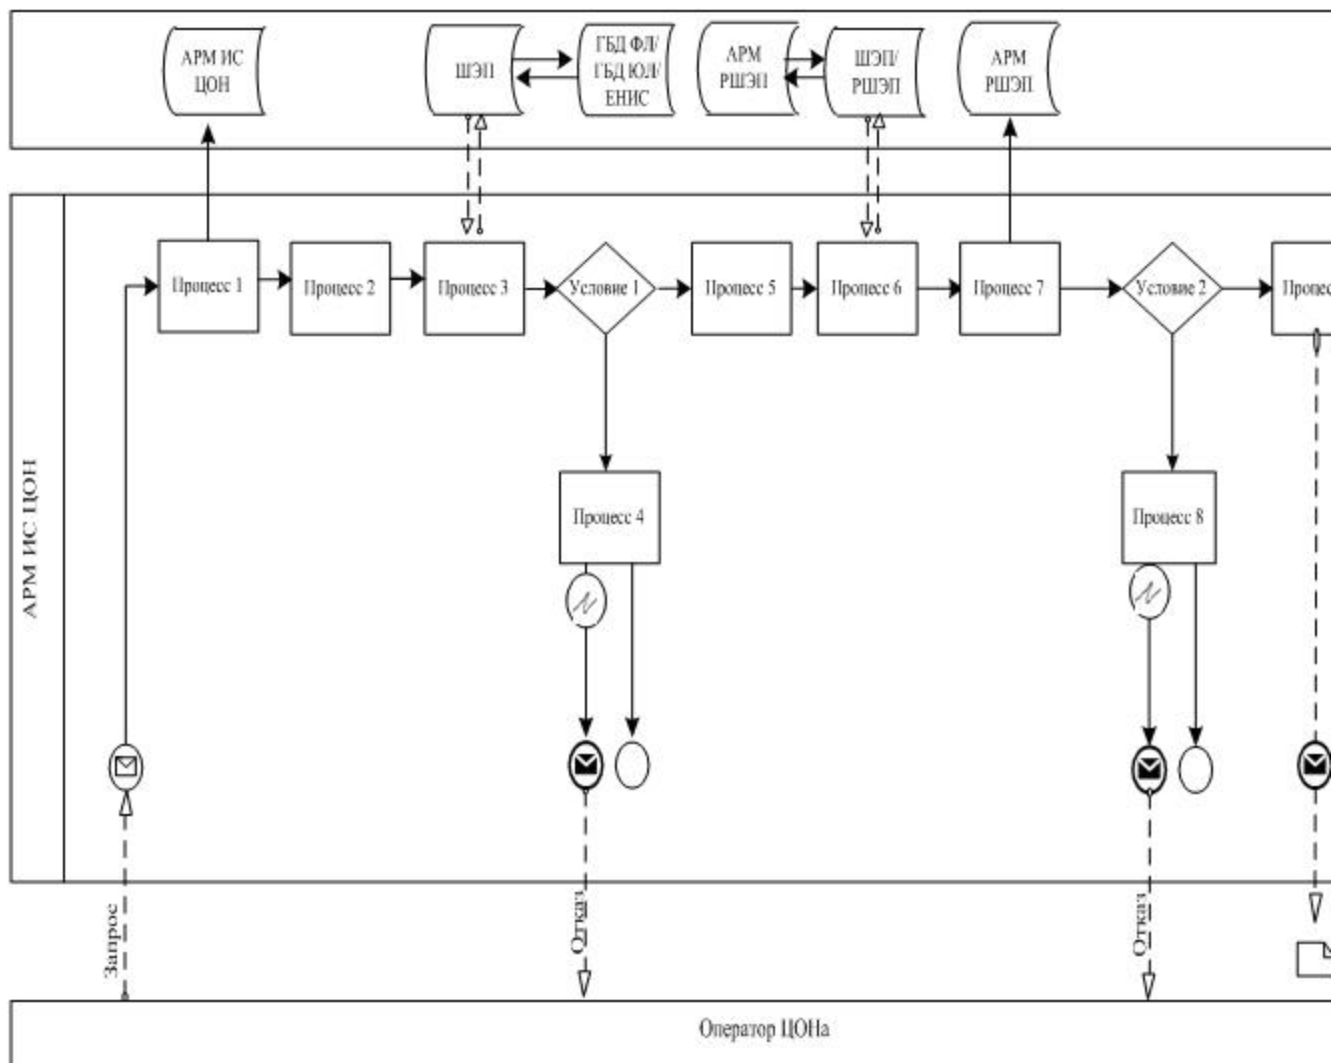 АРМ ИС
ЦОН
ШЭП
ГБД ФЛ/
ГБД ЮЛ/
ЕНИС
АРМ
РШЭП
ШЭП/
РШЭП
АРМ
РШЭП
АРМ ИС ЦОН
Процесс 1
Процесс 2
Процесс 3
Условие 1
Процесс 5
Процесс 6
Процесс 7
Условие 2
Процес
Процесс 4
Процесс 8
Запрос
Отказ
Отказ
Оператор ЦОНа